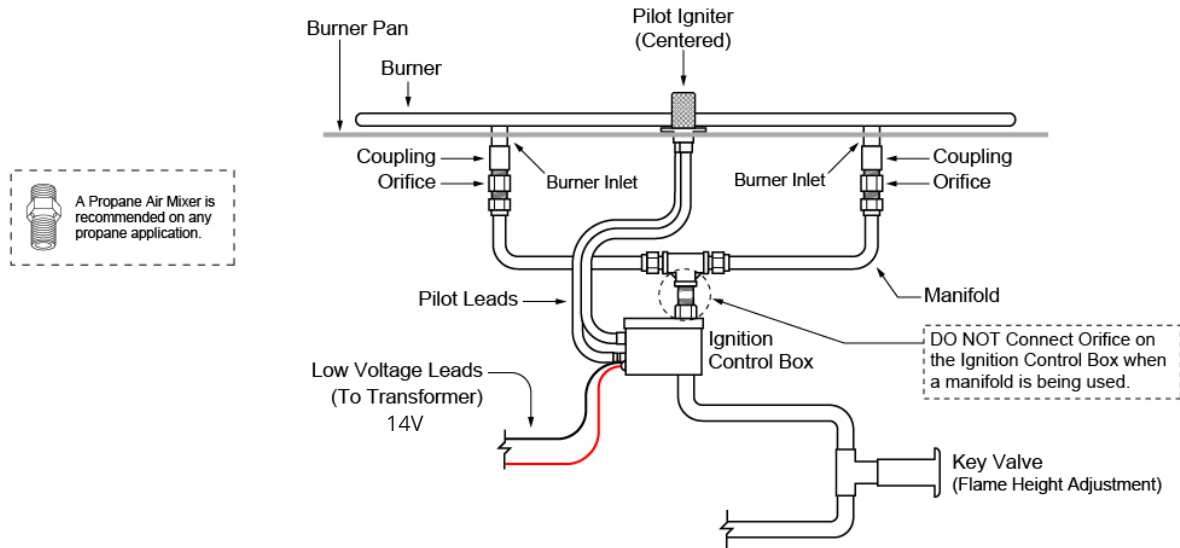 Pilot Igniter
(Centered)
Burner Pan
Burner
Coupling
Orifice
Burner Inlet
Burner Inlet
Coupling
Orifice
A Propane Air Mixer is
recommended on any
propane application.
Pilot Leads
Manifold
Ignition
Control Box
DO NOT Connect Orifice on
the Ignition Control Box when
a manifold is being used.
Low Voltage Leads
(To Transformer)
14V
Key Valve
(Flame Height Adjustment)